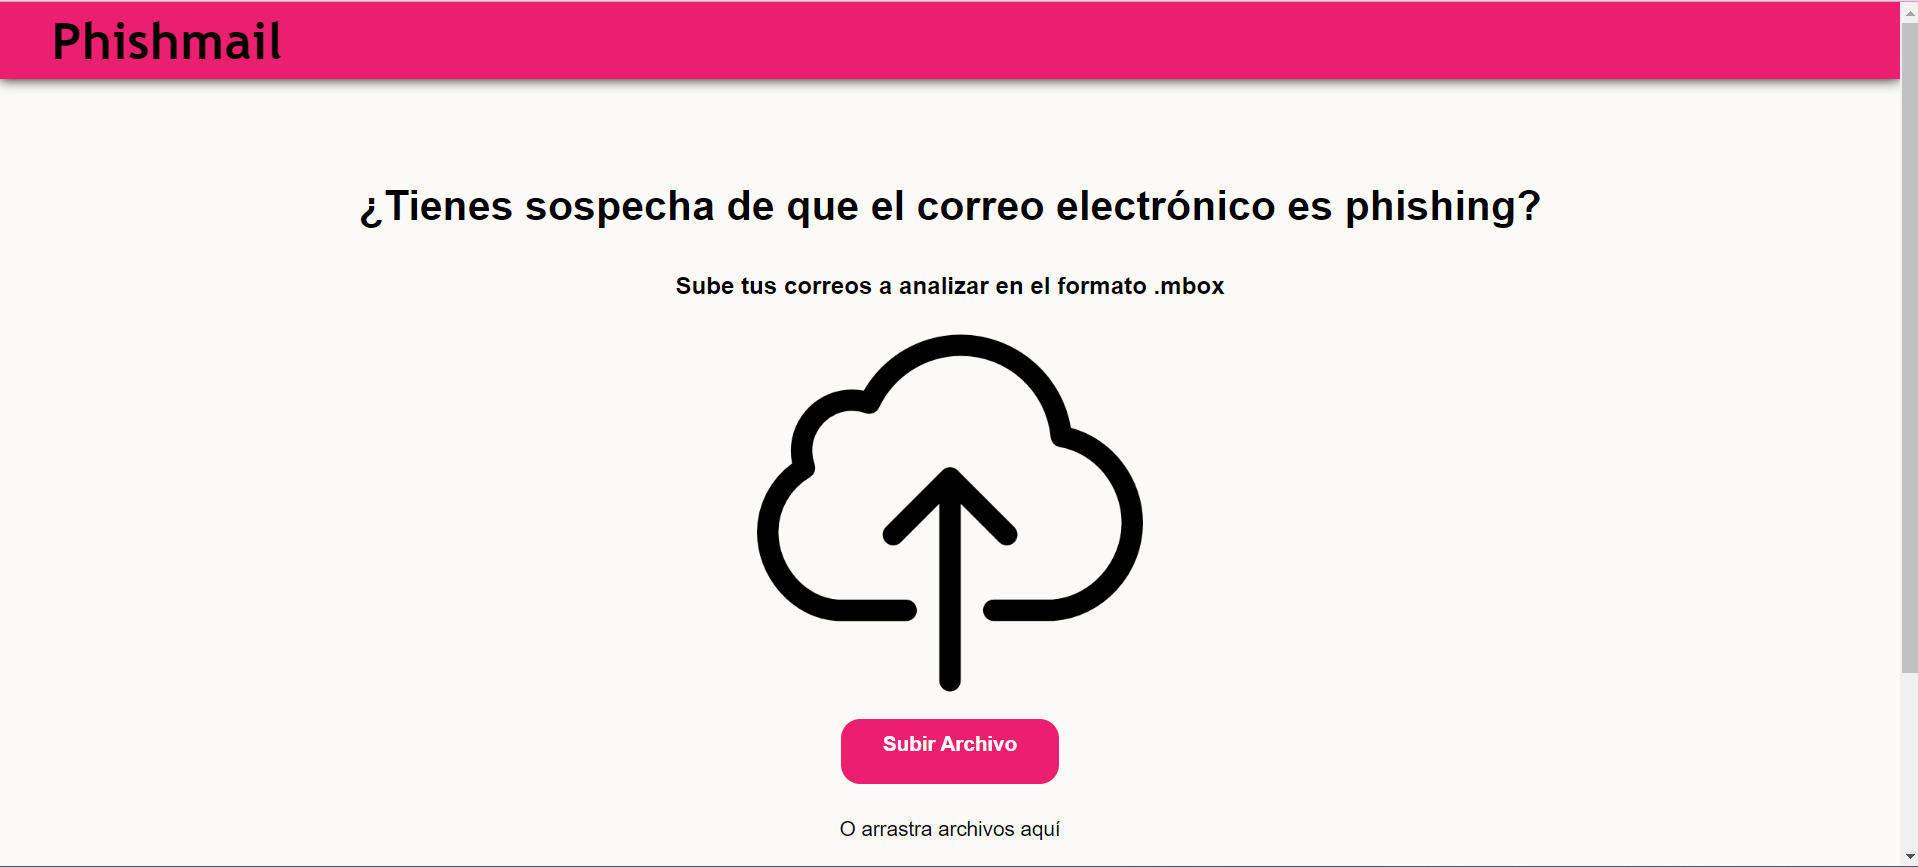 Phishmail
¿Tienes sospecha de que el correo electrónico es phishing?
Sube tus correos a analizar en el formato .mbox
Subir Archivo
O arrastra archivos aquí